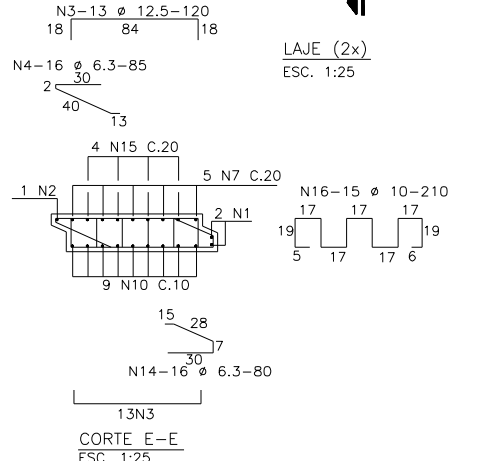 N3-13 ø 12.5-120
18 84 18
LAJE (2x)
ESC. 1:25
N4-16 ø 6.3-85
30
2
40
13
4 N15 C.20
5 N7 C.20
1 N2
2 N1
N16-15 ø 10-210
17 17 17
19 19
5 17 17 6
9 N10 C.10
15
28
7
30
N14-16 ø 6.3-80
13N3
CORTE E-E
ESC. 1:25